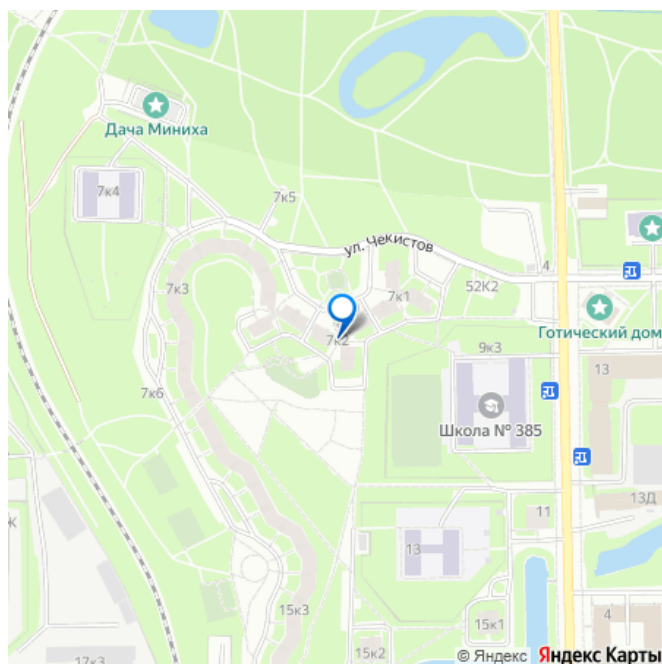 Дача Миниха
7к4
7к5
ул. Чекистов
4
7к3
7к1
52К2
Готический дом
7к2
9к3
13
7к6
Школа № 385
13Д
11
Ж
13
15к3
15к1
4
15к2
17к3
© Яндекс Яндекс Карты